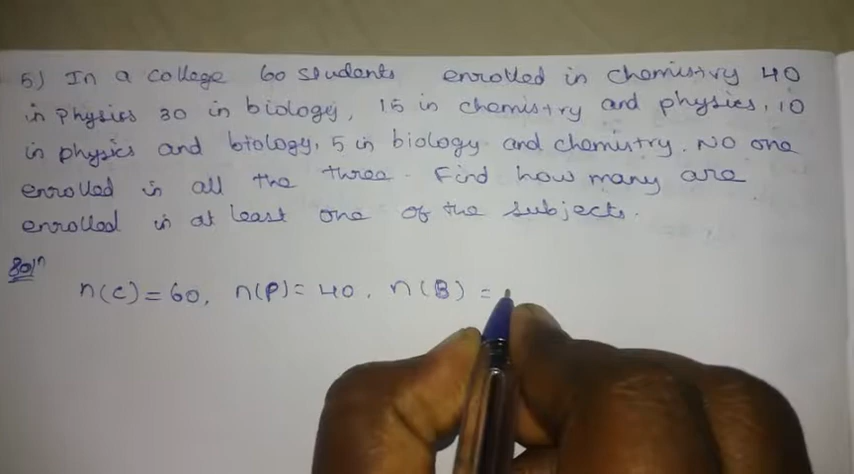 5) In a college 60 students enrolled in chemistry 40
in Physics 30 in biology, 15 in chemistry and physics, 10
in physics and biology, 5 in biology and chemistry. No one
enrolled in all the three. Find how many are
enrolled in at least one of the subjects.
Soln
n(C) = 60, n(P) = 40, n(B) =